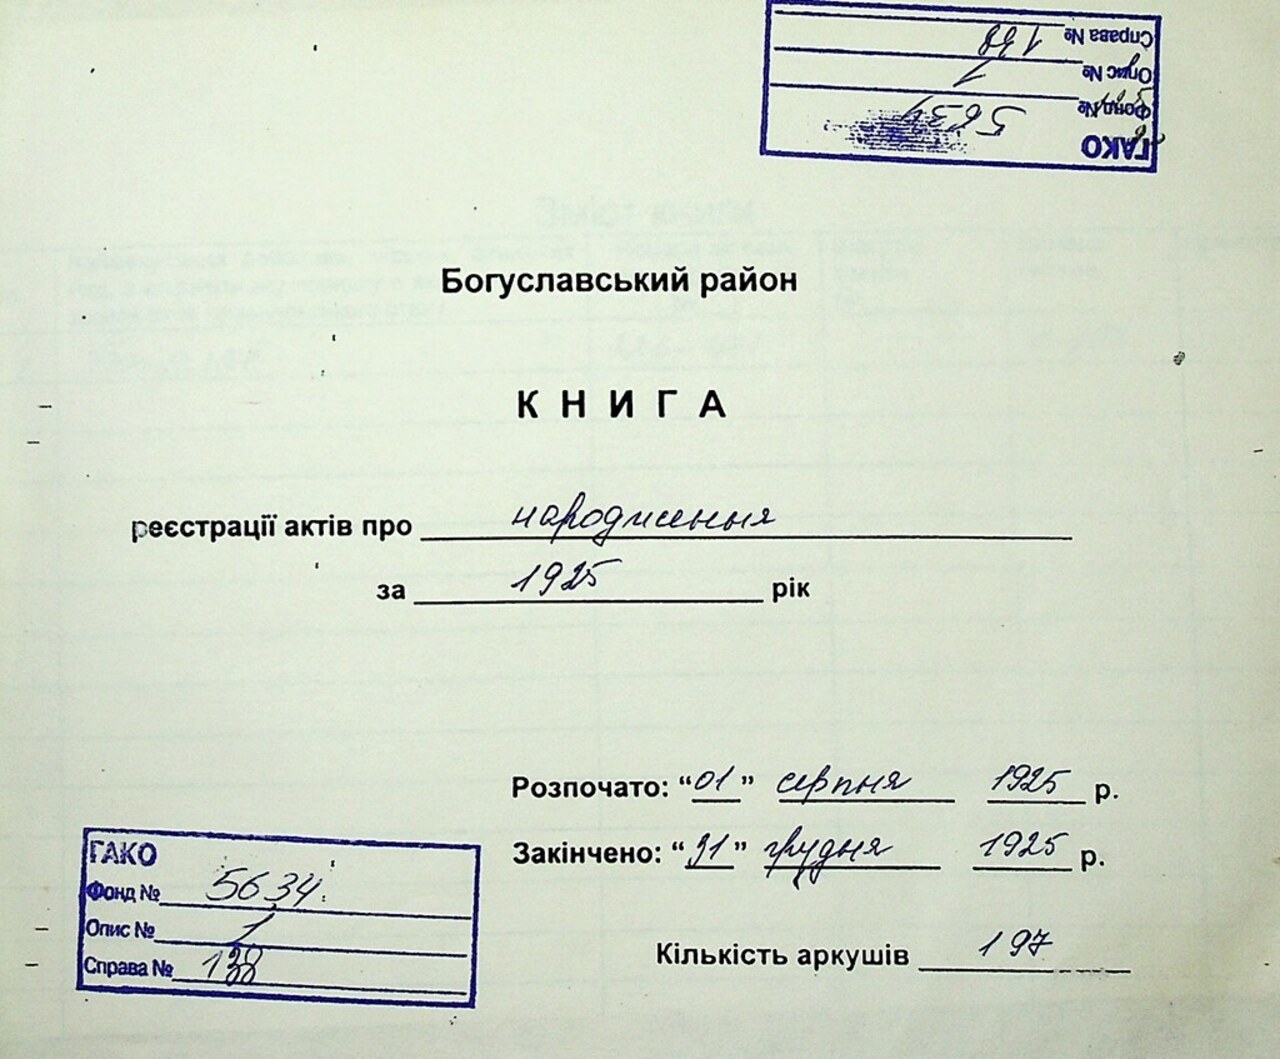 ГАКО
Фонд № 5634
Опис № 1
Справа № 138
Богуславський район
КНИГА
реєстрації актів про народження
за 1925 рік
Розпочато: “01” серпня 1925 р.
Закінчено: “31” грудня 1925 р.
ГАКО
Фонд № 5634.
Опис № 1
Справа № 138
Кількість аркушів 197